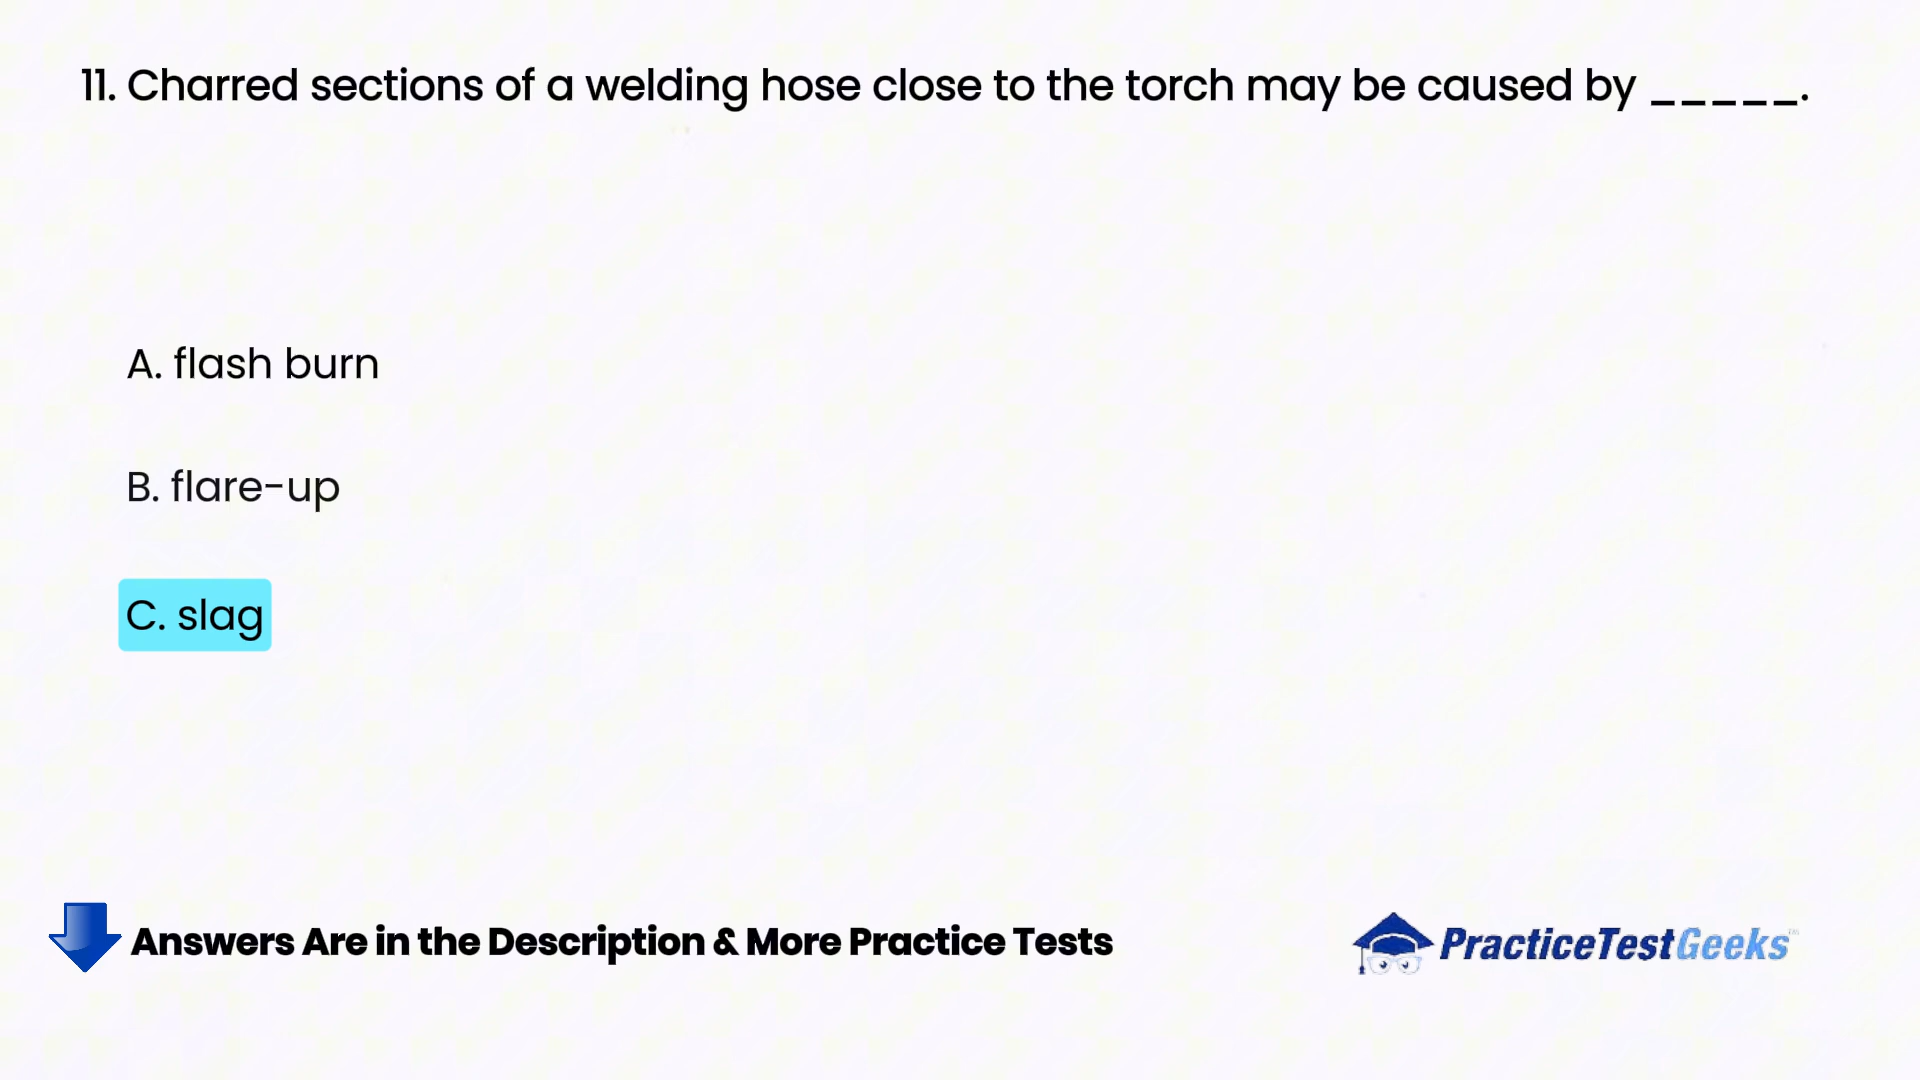 11. Charred sections of a welding hose close to the torch may be caused by _____.
A. flash burn
B. flare-up
C. slag
Answers Are in the Description & More Practice Tests
PracticeTestGeeks